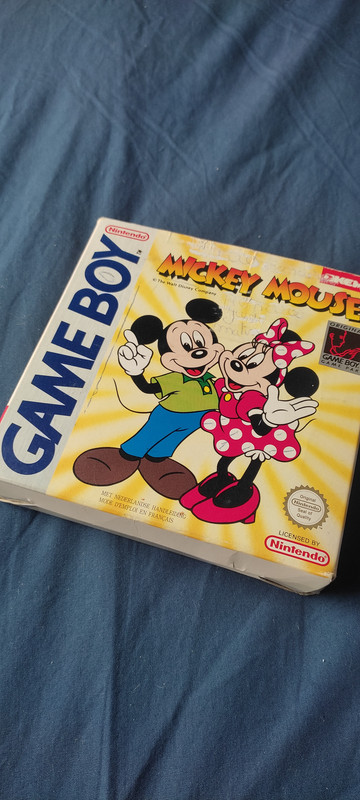 Nintendo
GAME BOY
MICKEY MOUSE
© The Walt Disney Company
ORIGINAL
GAME BOY
MET NEDERLANDSE HANDLEIDING
MODE D'EMPLOI EN FRANÇAIS
Original
Nintendo
Seal of
Quality
LICENSED BY
Nintendo